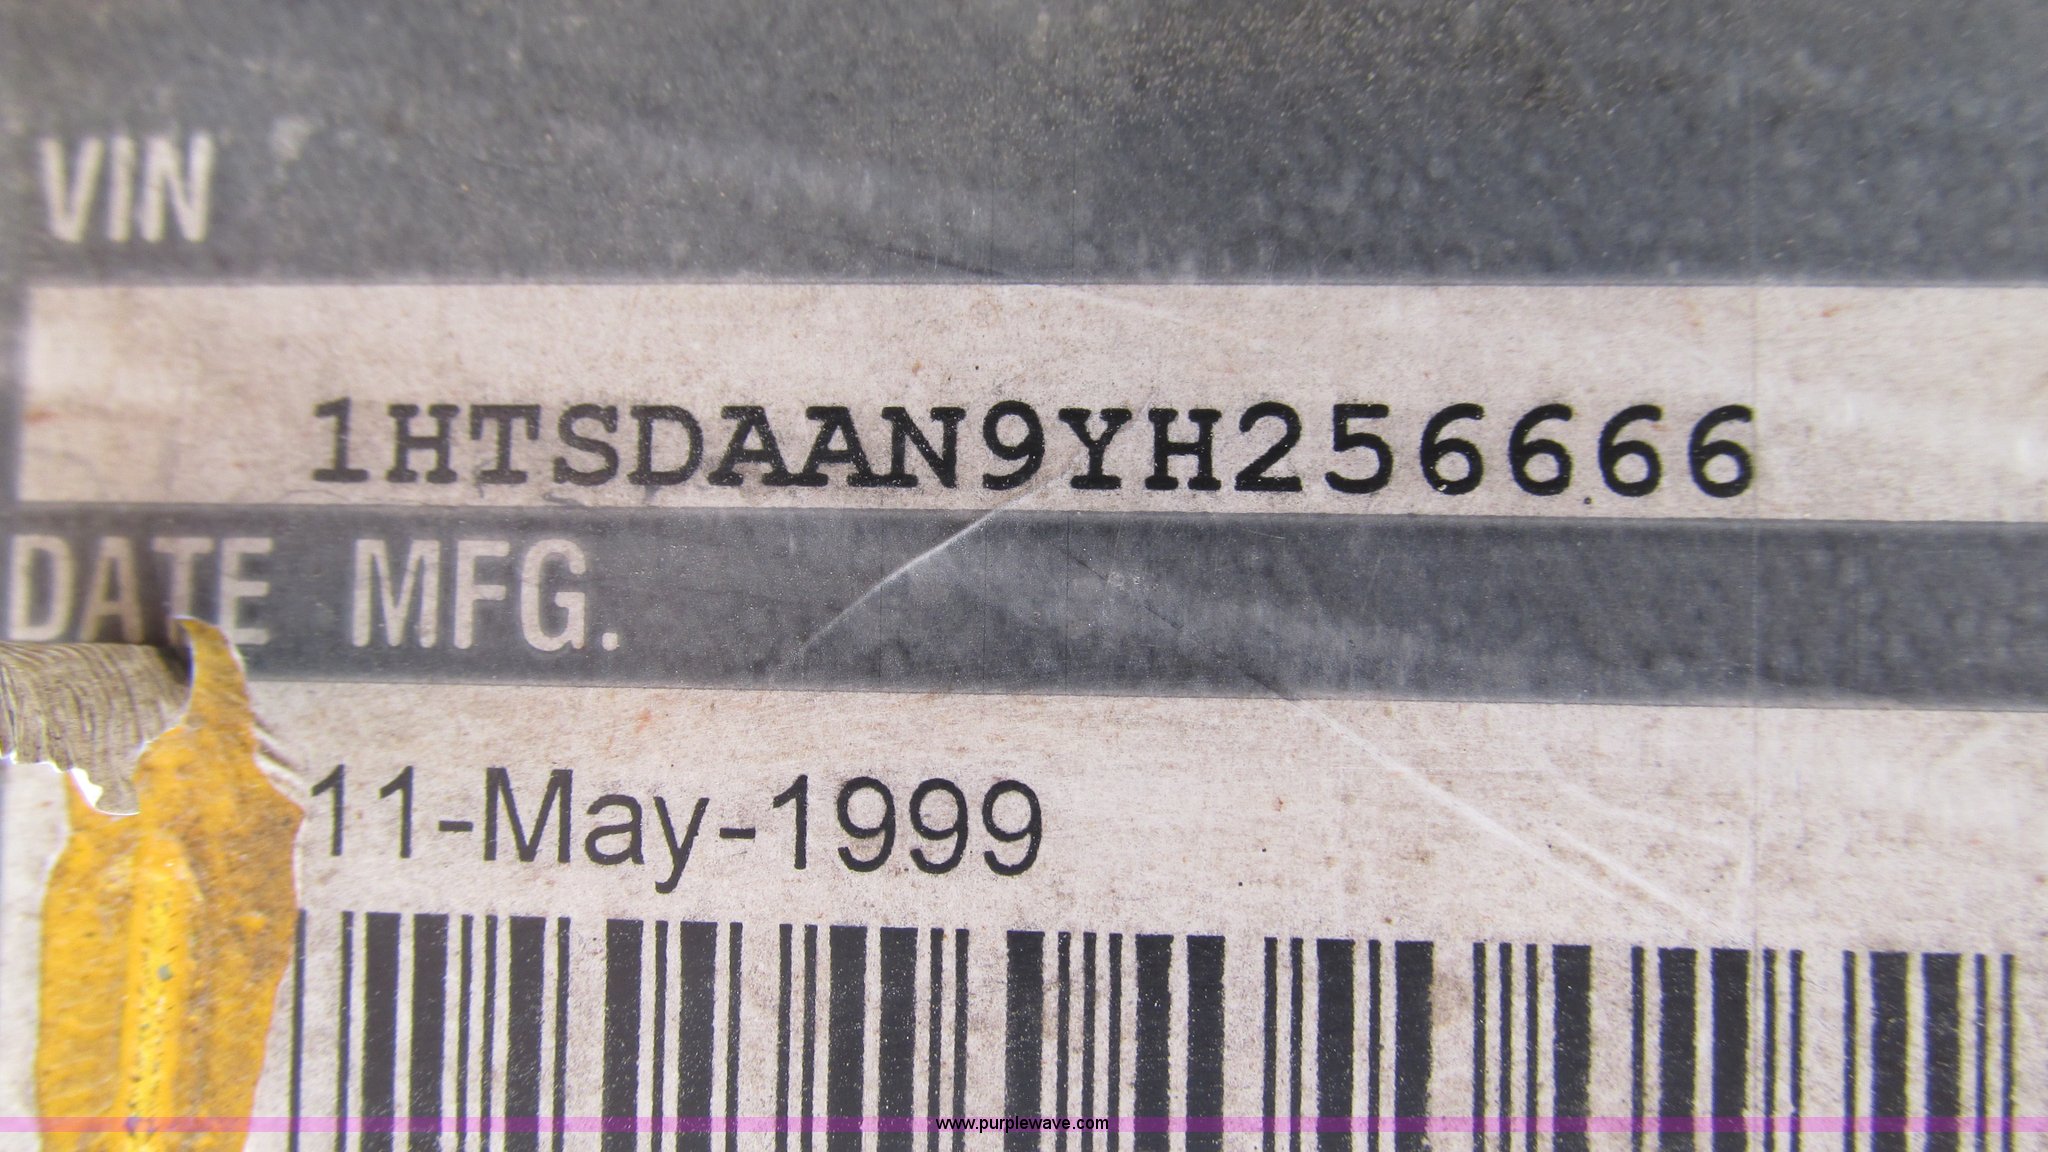 VIN
1HTSDAAN9YH256666
DATE MFG.
11-May-1999
www.purplewave.com